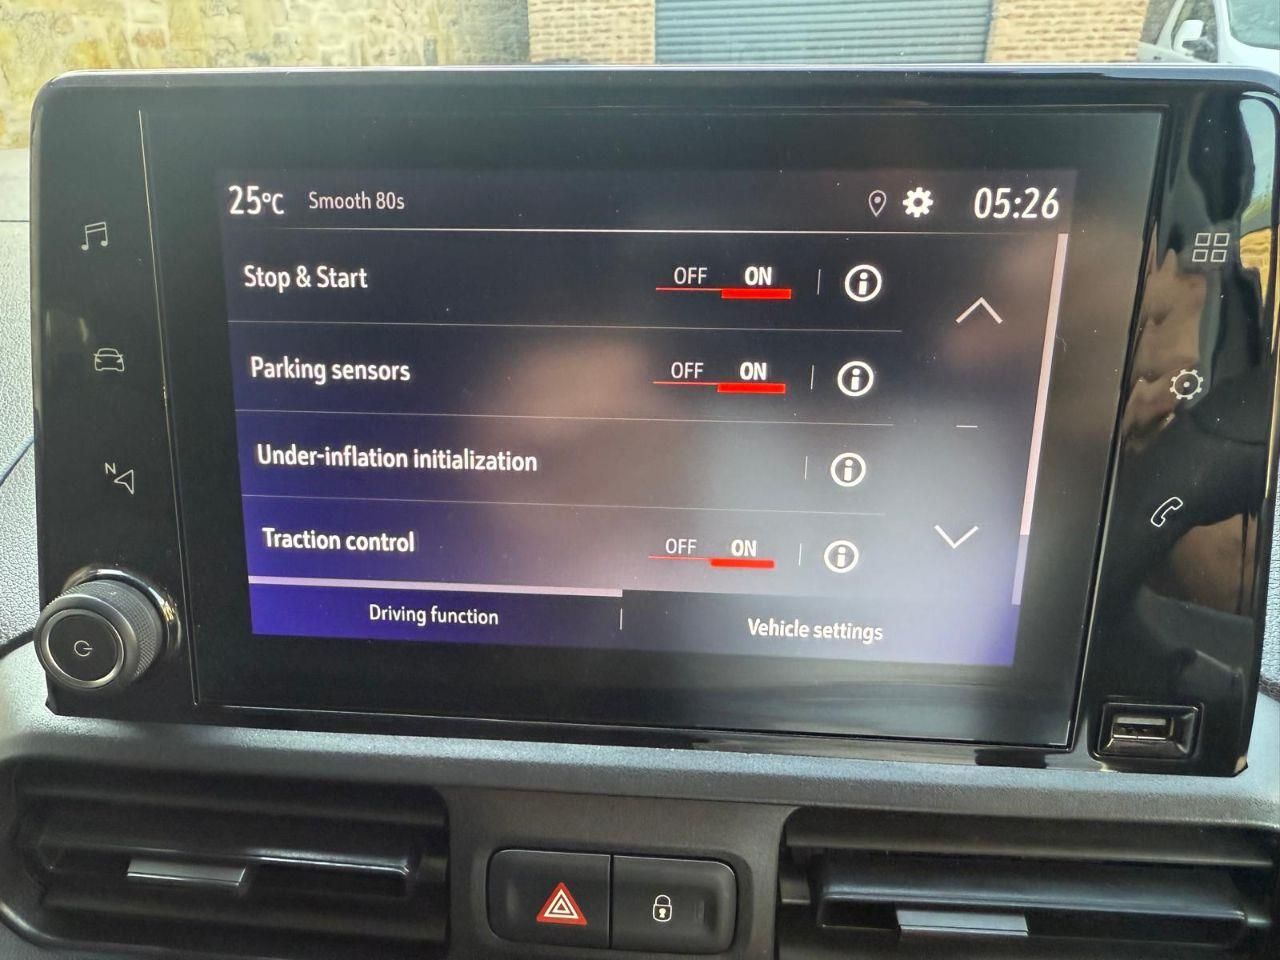 25°C Smooth 80s 05:26
Stop & Start OFF ON
Parking sensors OFF ON
Under-inflation initialization
N
Traction control OFF ON
Driving function Vehicle settings